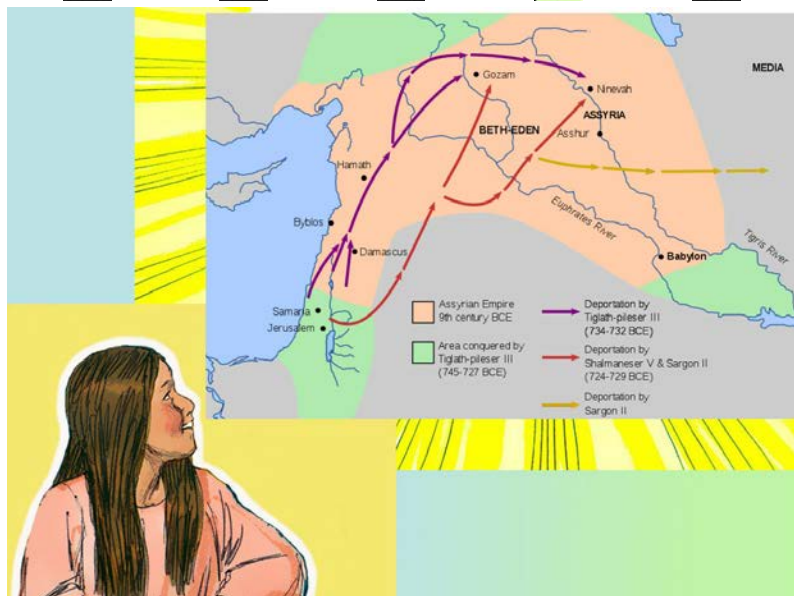 MEDIA
Gozam
Ninevah
ASSYRIA
BETH-EDEN
Asshur
Hamath
Byblos
Euphrates River
Tigris River
Damascus
Babylon
Samaria
Jerusalem
Assyrian Empire
9th century BCE
Area conquered by
Tiglath-pileser III
(745-727 BCE)
Deportation by
Tiglath-pileser III
(734-732 BCE)
Deportation by
Shalmaneser V & Sargon II
(724-729 BCE)
Deportation by
Sargon II